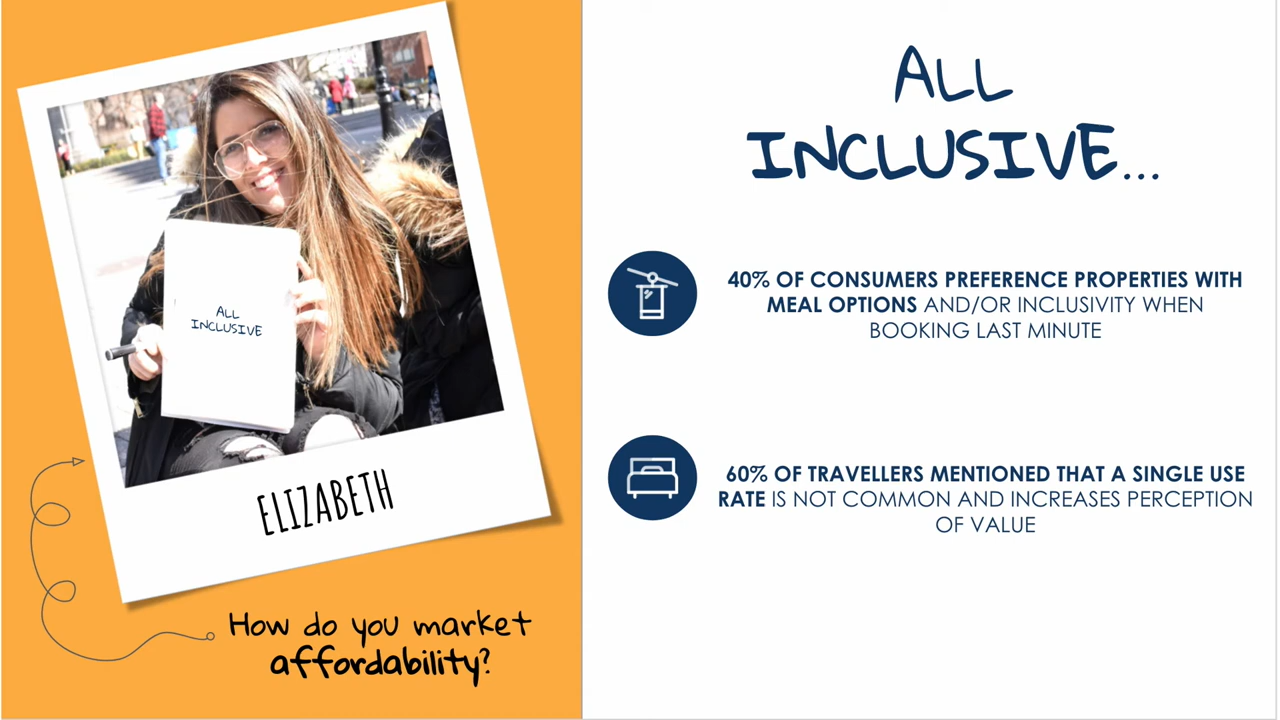 ALL
INCLUSIVE
ELIZABETH
How do you market
affordability?
ALL
INCLUSIVE...
40% OF CONSUMERS PREFERENCE PROPERTIES WITH
MEAL OPTIONS AND/OR INCLUSIVITY WHEN
BOOKING LAST MINUTE
60% OF TRAVELLERS MENTIONED THAT A SINGLE USE
RATE IS NOT COMMON AND INCREASES PERCEPTION
OF VALUE